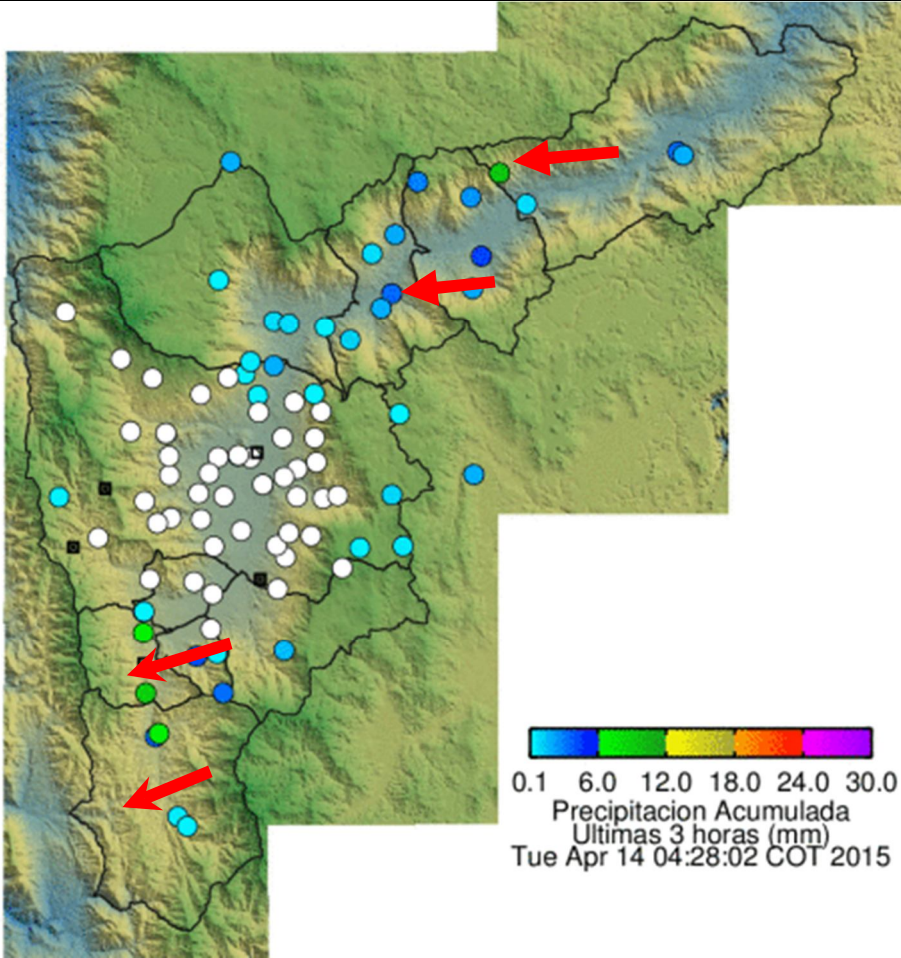 0.1 6.0 12.0 18.0 24.0 30.0
Precipitacion Acumulada
Ultimas 3 horas (mm)
Tue Apr 14 04:28:02 COT 2015